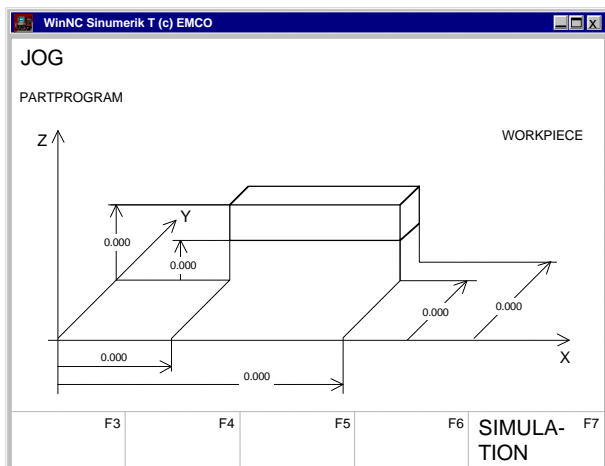 WinNC Sinumerik T (c) EMCO
JOG
PARTPROGRAM
WORKPIECE
Z
Y
0.000
0.000
0.000
0.000
X
0.000
0.000
F3
F4
F5
F6
SIMULA-
F7
TION